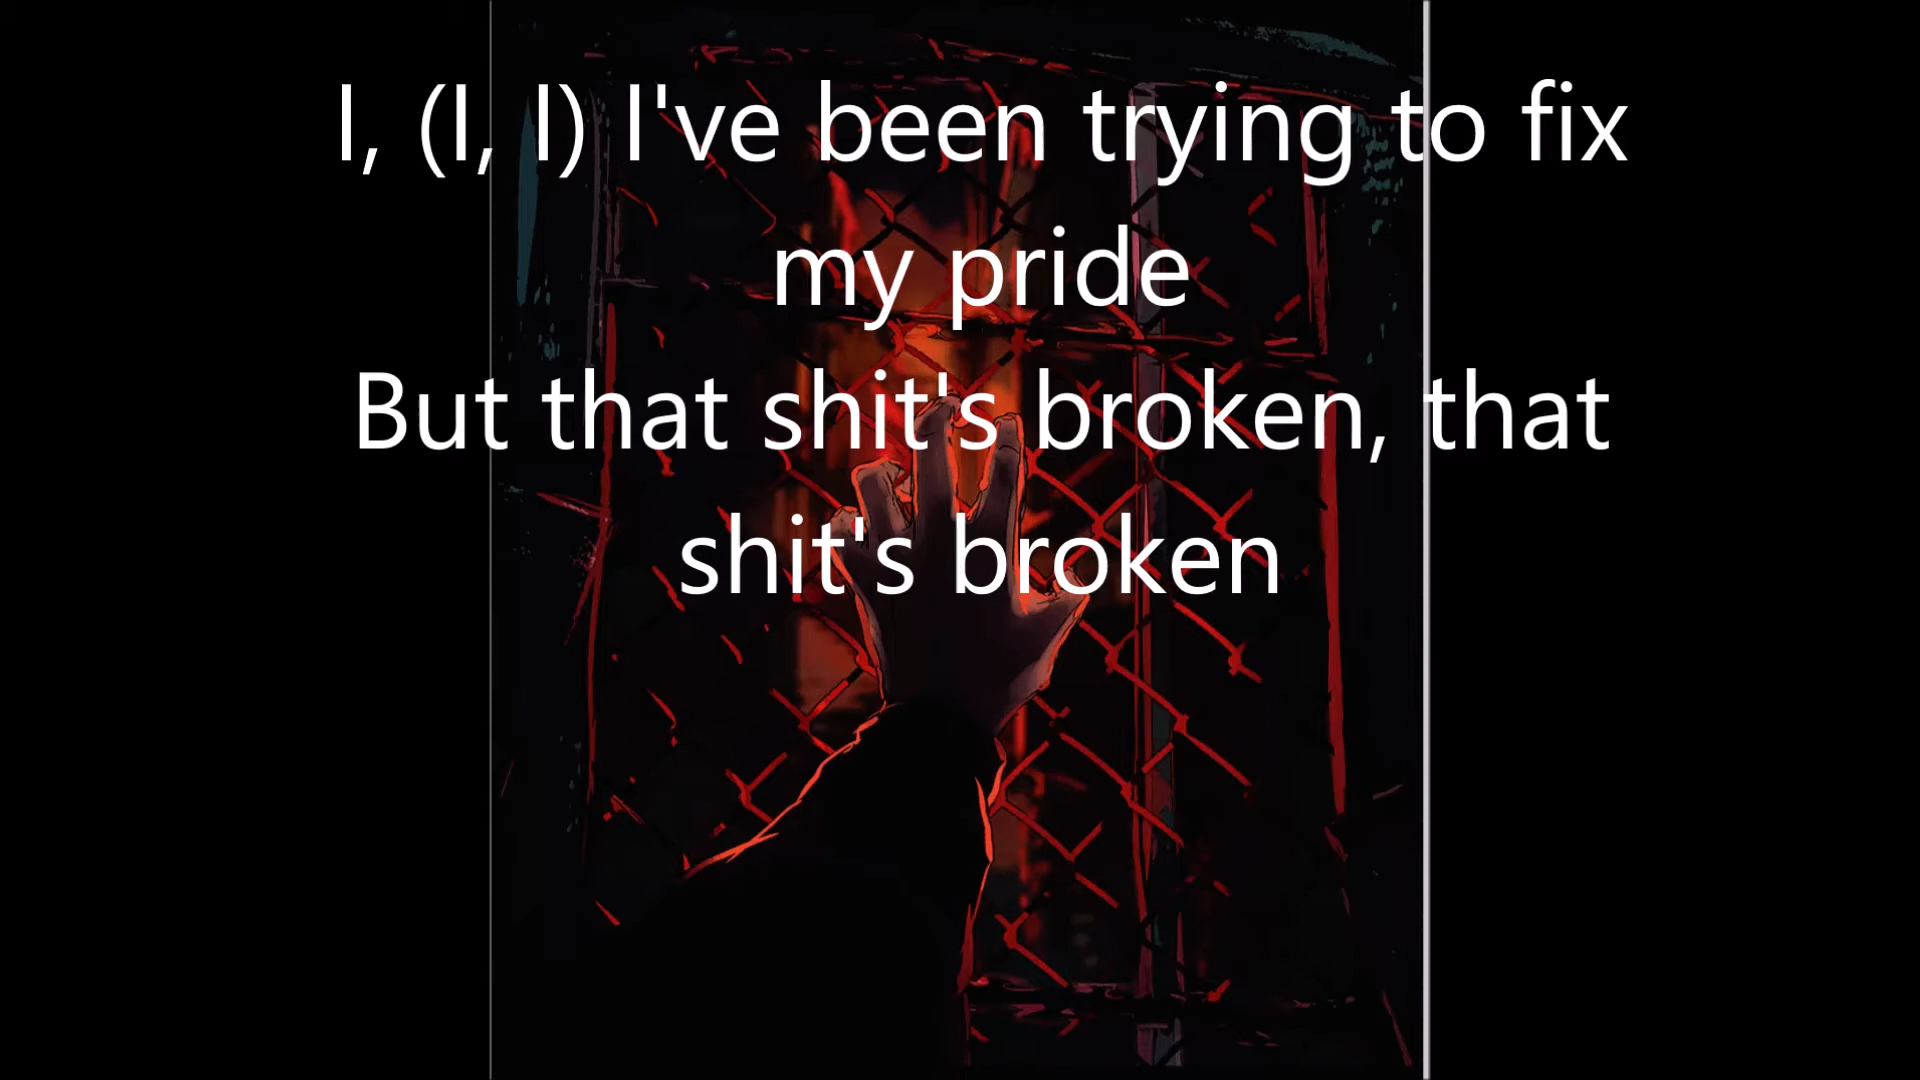 I, (I, I) I've been trying to fix
my pride
But that shit's broken, that
shit's broken